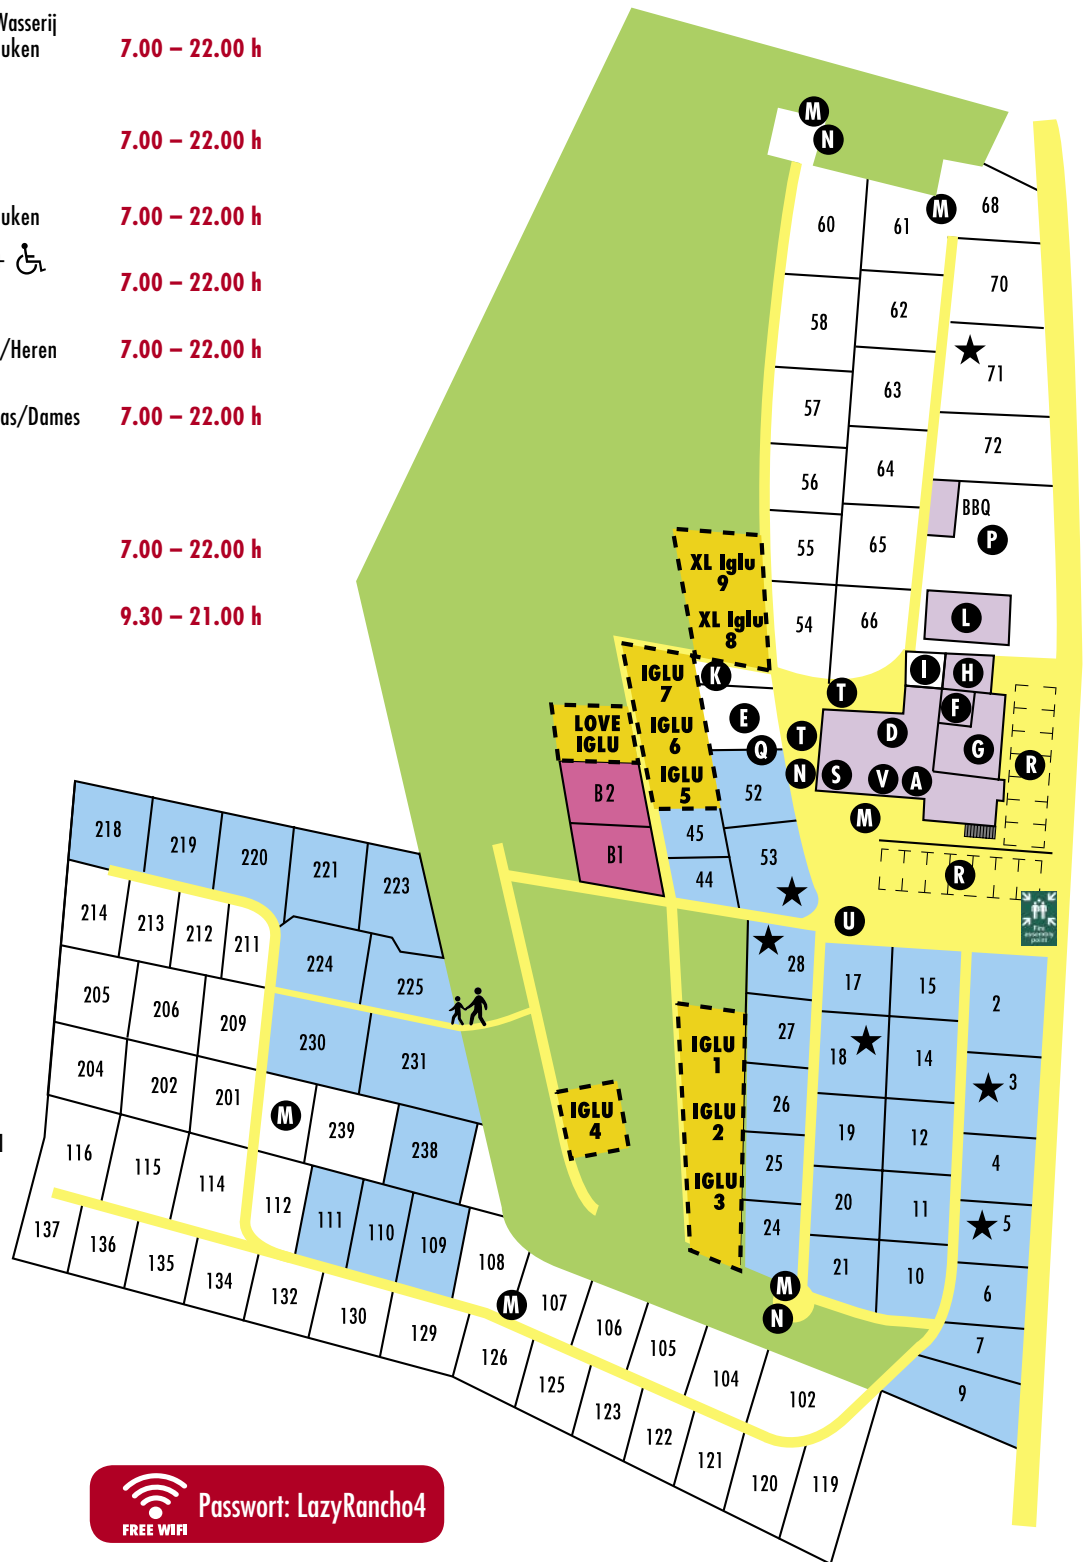 Wasserij
uken 7.00 – 22.00 h
7.00 – 22.00 h
uken 7.00 – 22.00 h
7.00 – 22.00 h
/Heren 7.00 – 22.00 h
as/Dames 7.00 – 22.00 h
7.00 – 22.00 h
9.30 – 21.00 h
M
N
M
68
60
61
70
58
62
71
57
63
72
56
64
BBQ
P
55
65
54
66
L
XL Iglu
9
XL Iglu
8
I
H
F
G
D
T
T
N
S
V
A
M
R
R
U
K
E
Q
IGLU
7
IGLU
6
IGLU
5
LOVE
IGLU
B2
B1
52
45
53
44
Fire
assembly
point
218
219
220
221
223
214
213
212
211
224
225
205
206
209
230
231
204
202
201
M
239
238
116
115
114
112
111
110
109
108
137
136
135
134
132
130
129
M
107
106
105
104
102
126
125
123
122
121
120
119
28
27
26
25
24
17
15
18
14
19
12
20
11
21
10
2
3
4
5
6
7
9
IGLU
1
IGLU
2
IGLU
3
IGLU
4
M
N
FREE WIFI
Passwort: LazyRancho4